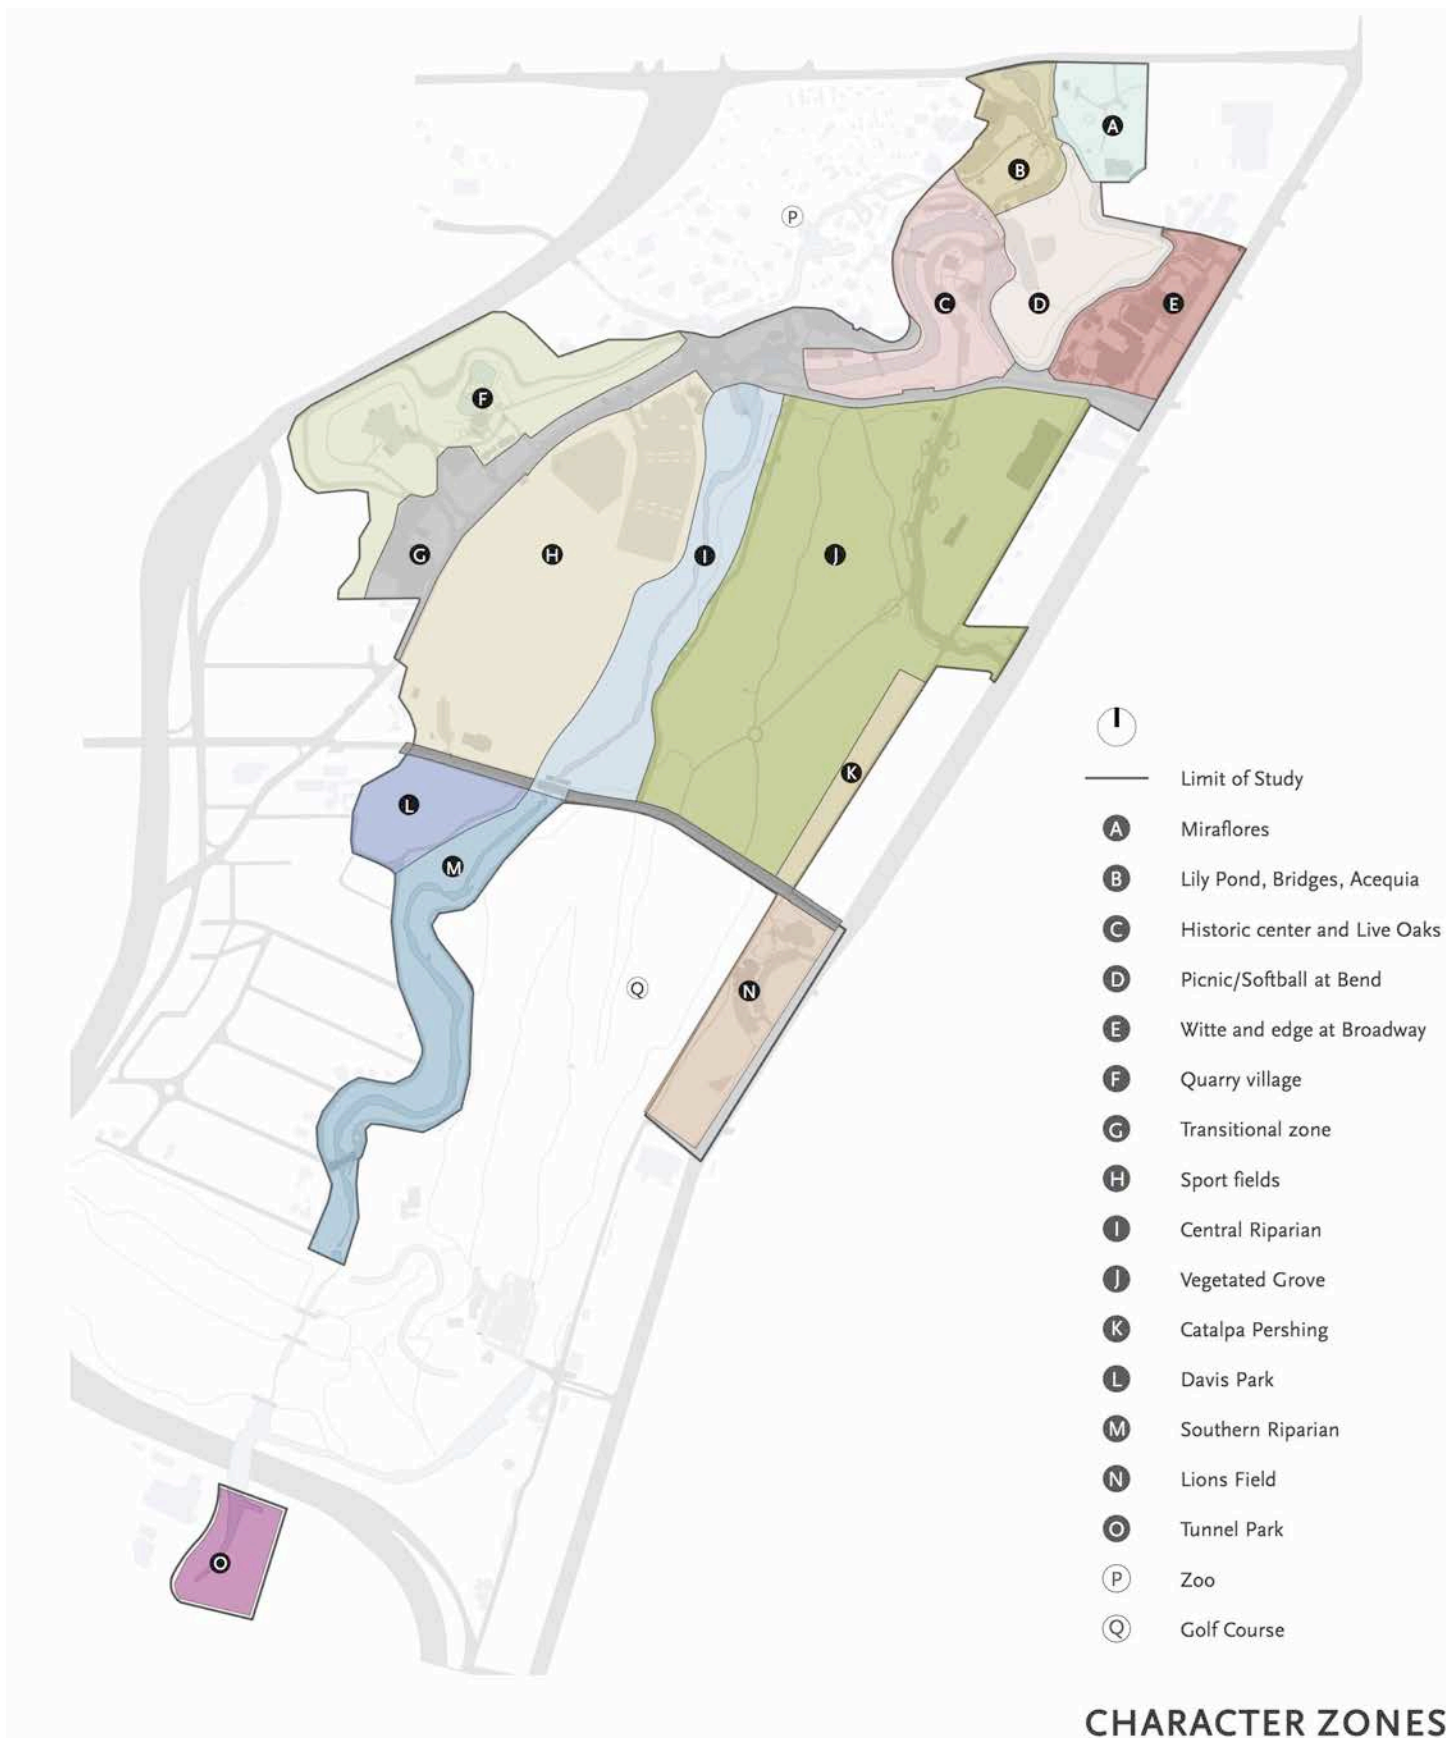 A
B
P
C
D
E
F
G
H
I
J
K
L
M
Q
N
O
Limit of Study
A Miraflores
B Lily Pond, Bridges, Acequia
C Historic center and Live Oaks
D Picnic/Softball at Bend
E Witte and edge at Broadway
F Quarry village
G Transitional zone
H Sport fields
I Central Riparian
J Vegetated Grove
K Catalpa Pershing
L Davis Park
M Southern Riparian
N Lions Field
O Tunnel Park
P Zoo
Q Golf Course
CHARACTER ZONES